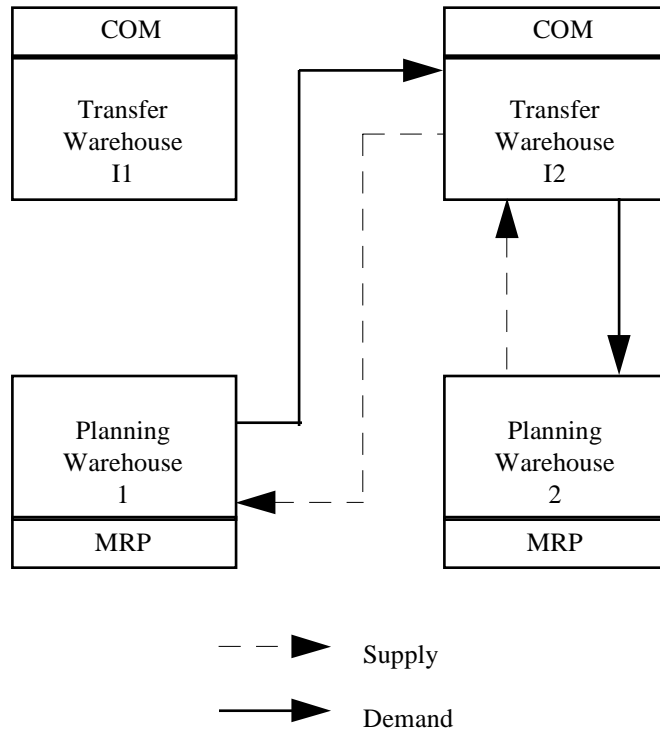 COM
Transfer
Warehouse
I1
COM
Transfer
Warehouse
I2
Planning
Warehouse
1
MRP
Planning
Warehouse
2
MRP
Supply
Demand